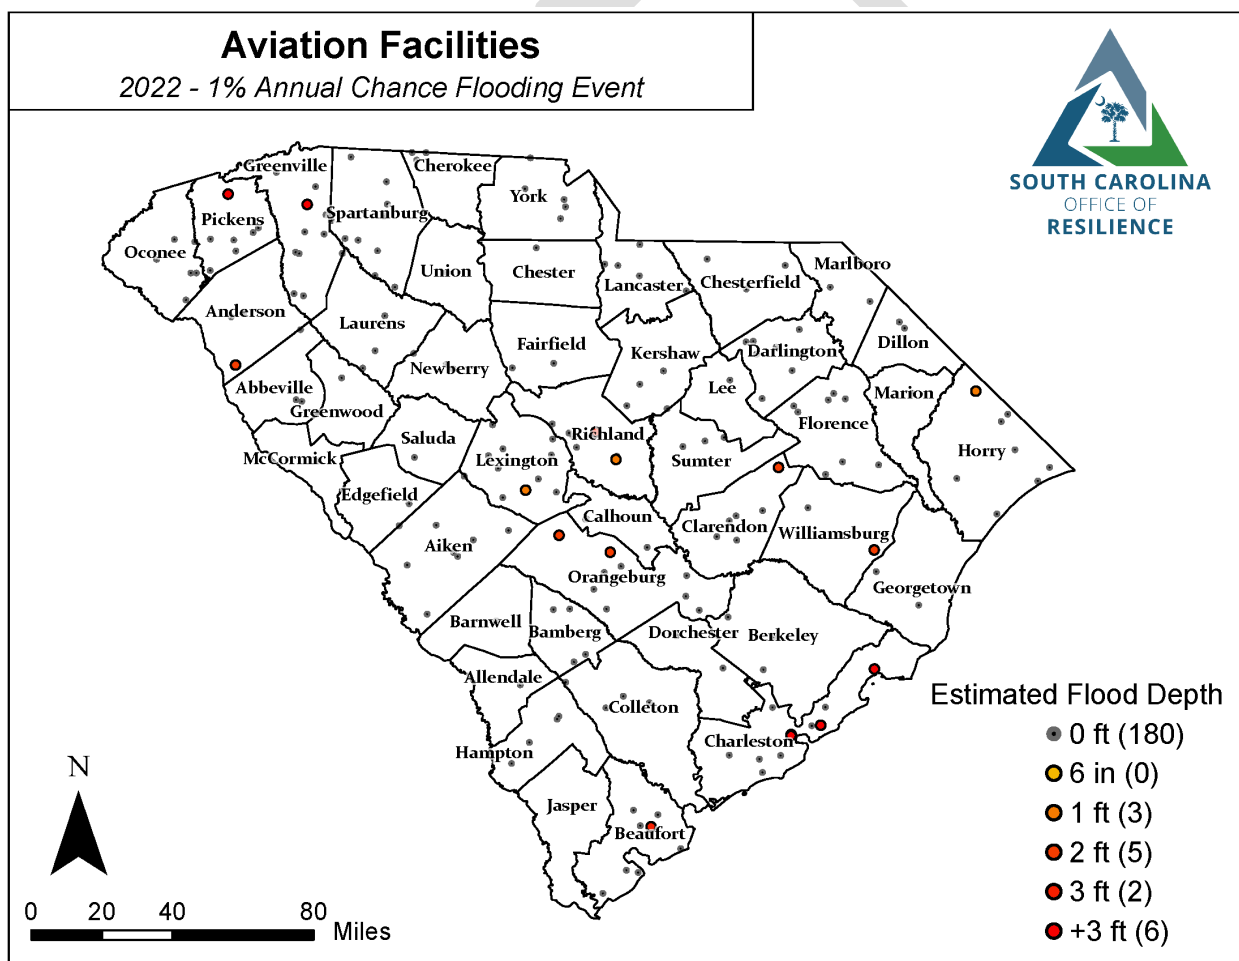 Aviation Facilities
2022 - 1% Annual Chance Flooding Event
SOUTH CAROLINA
OFFICE OF
RESILIENCE
Greenville
Cherokee
Pickens
Spartanburg
York
Oconee
Union
Chester
Lancaster
Chesterfield
Marlboro
Anderson
Laurens
Fairfield
Kershaw
Darlington
Dillon
Newberry
Abbeville
Greenwood
Lee
Marion
Saluda
Richland
Florence
McCormick
Lexington
Sumter
Horry
Edgefield
Calhoun
Clarendon
Williamsburg
Aiken
Orangeburg
Georgetown
Barnwell
Bamberg
Dorchester
Berkeley
Allendale
Colleton
Hampton
Charleston
Jasper
Beaufort
Estimated Flood Depth
0 ft (180)
6 in (0)
1 ft (3)
2 ft (5)
3 ft (2)
+3 ft (6)
N
0 20 40 80
Miles